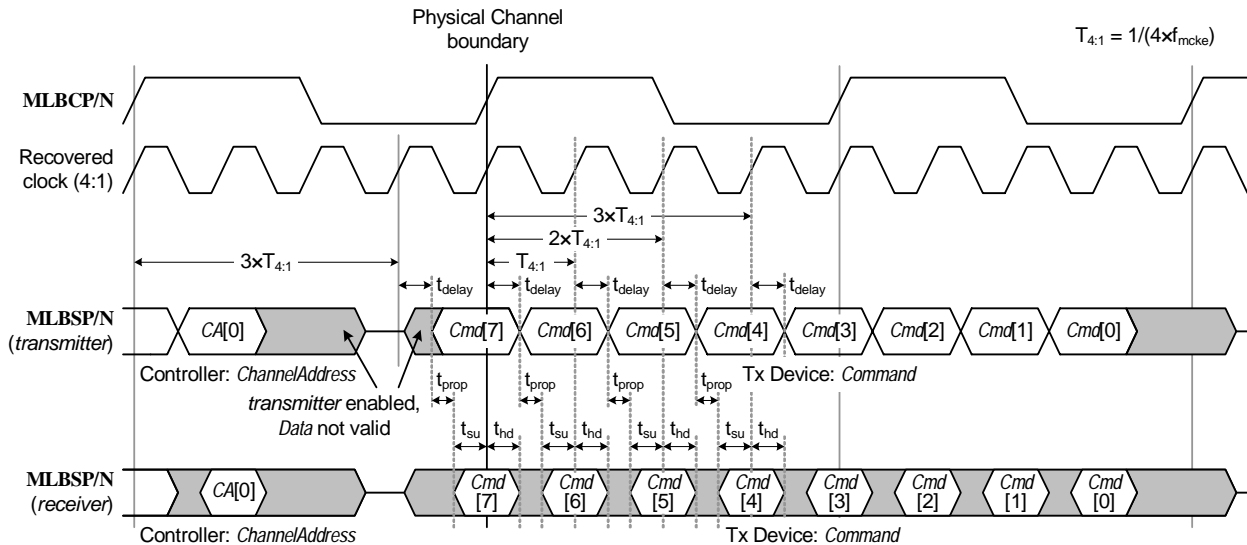 Physical Channel
boundary
T4:1 = 1/(4×fmcke)
MLBCP/N
Recovered
clock (4:1)
3×T4:1
2×T4:1
3×T4:1
T4:1
tdelay
tdelay
tdelay
tdelay
tdelay
MLBSP/N
(transmitter)
CA[0]
Cmd[7]
Cmd[6]
Cmd[5]
Cmd[4]
Cmd[3]
Cmd[2]
Cmd[1]
Cmd[0]
Controller: ChannelAddress
Tx Device: Command
transmitter enabled,
Data not valid
tprop
tprop
tprop
tprop
tsu
thd
tsu
thd
tsu
thd
tsu
thd
MLBSP/N
(receiver)
CA[0]
Cmd
[7]
Cmd
[6]
Cmd
[5]
Cmd
[4]
Cmd
[3]
Cmd
[2]
Cmd
[1]
Cmd
[0]
Controller: ChannelAddress
Tx Device: Command